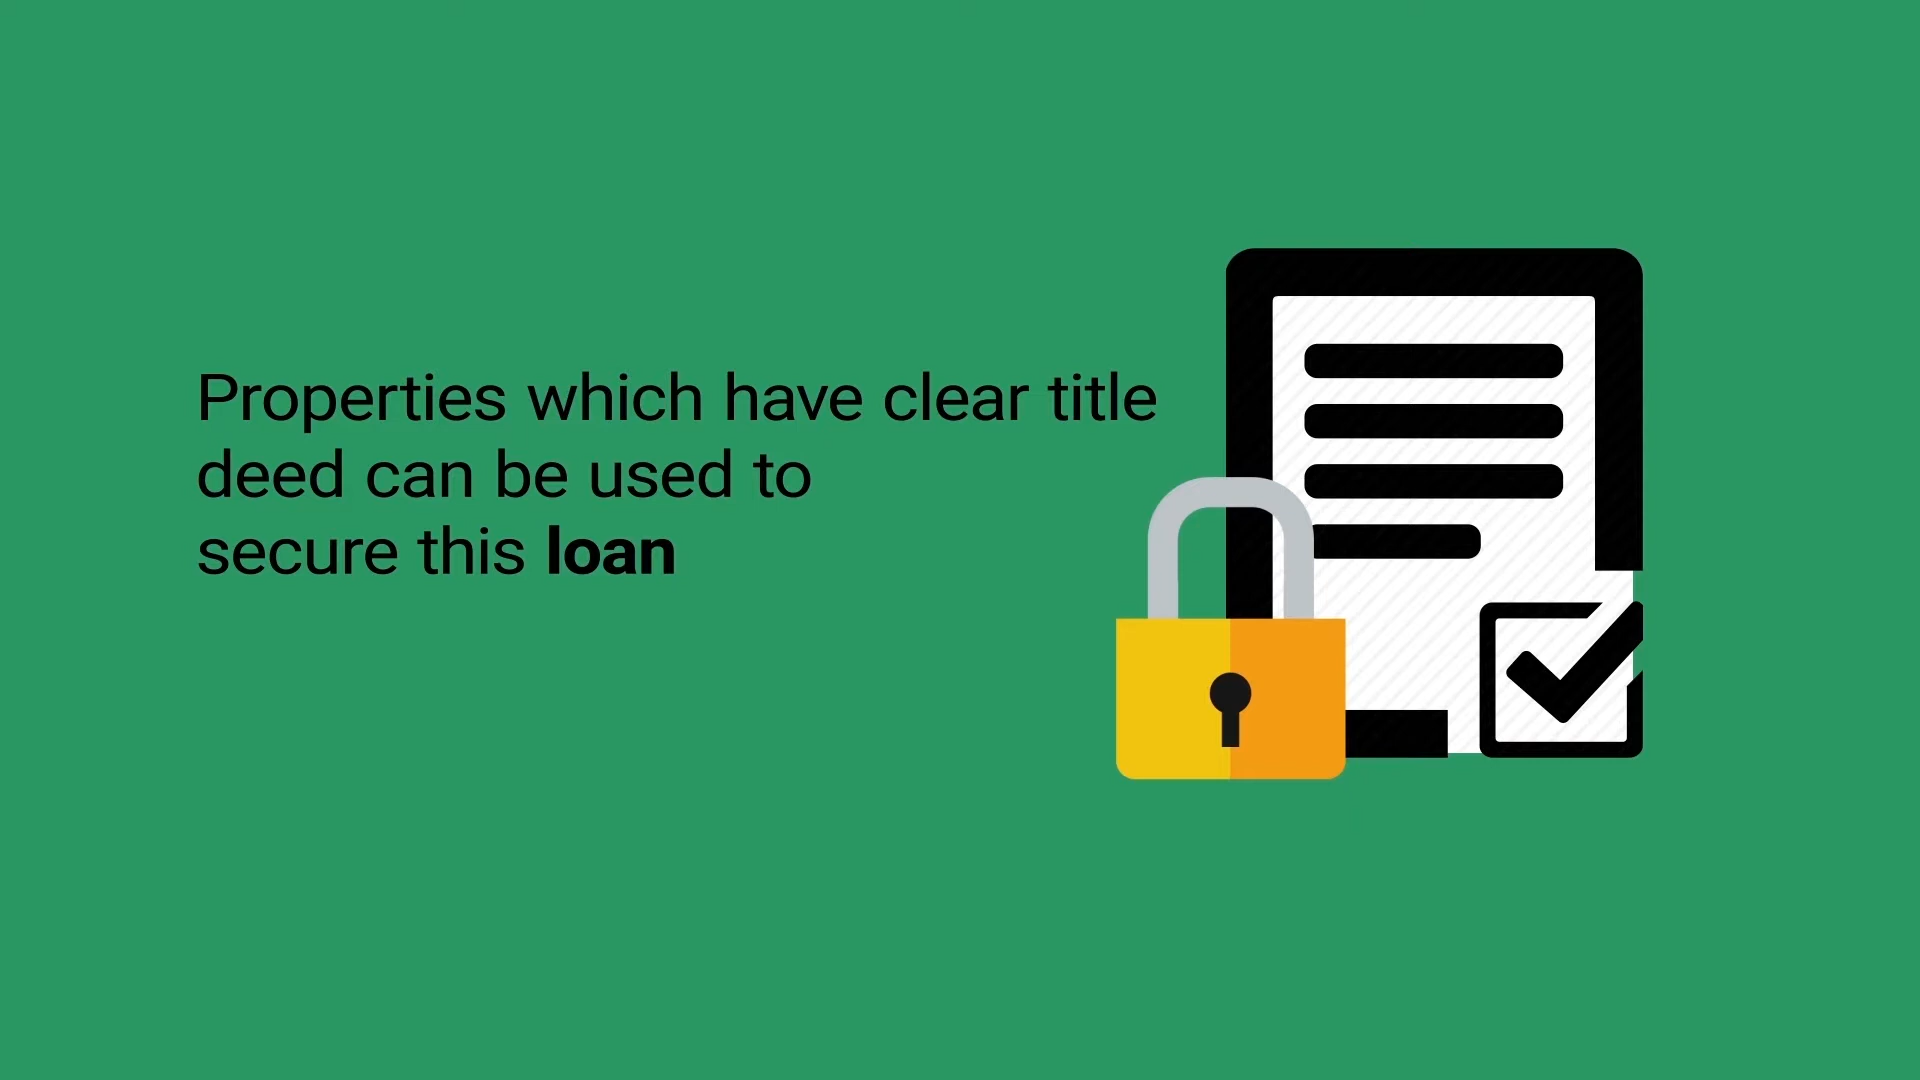 Properties which have clear title
deed can be used to
secure this loan